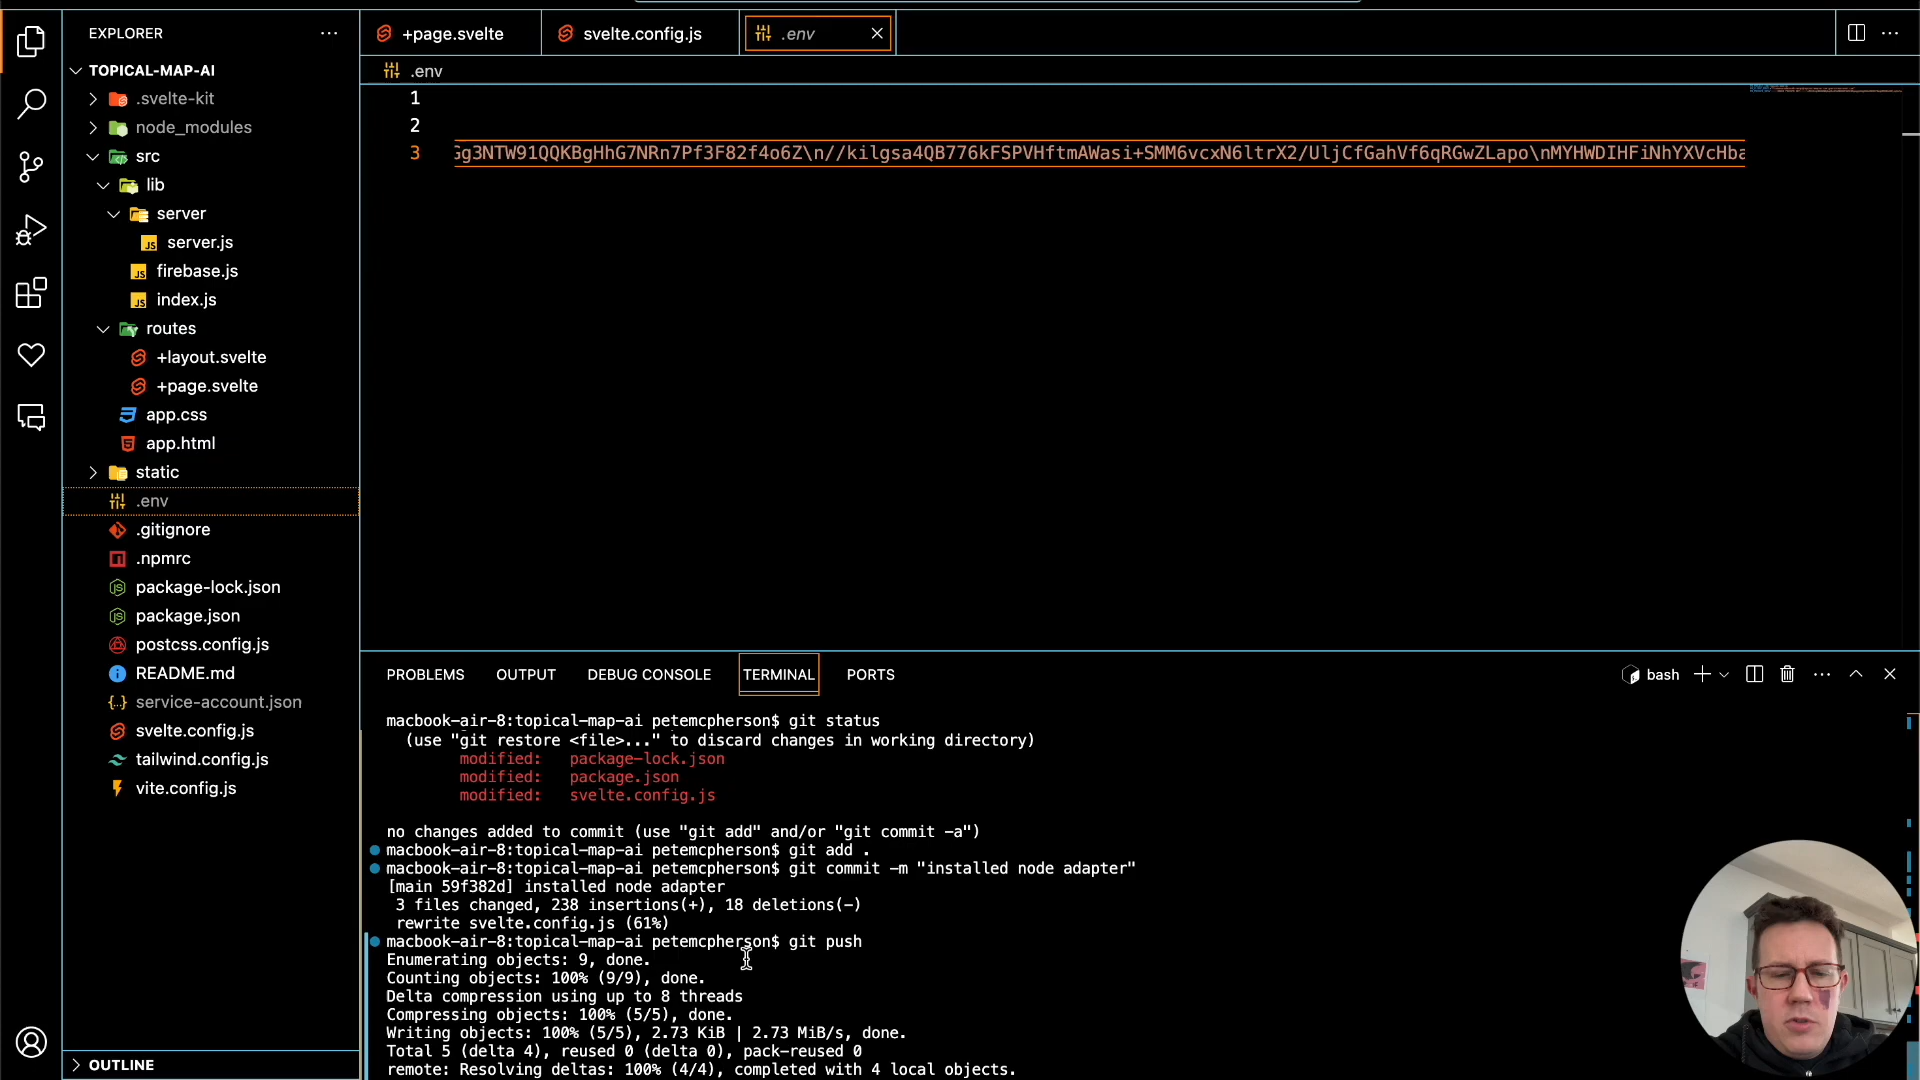 EXPLORER
TOPICAL-MAP-AI
.svelte-kit
node_modules
src
lib
server
server.js
firebase.js
index.js
routes
+layout.svelte
+page.svelte
app.css
app.html
static
.env
.gitignore
.npmrc
package-lock.json
package.json
postcss.config.js
README.md
service-account.json
svelte.config.js
tailwind.config.js
vite.config.js
OUTLINE
+page.svelte
svelte.config.js
.env
.env
1
2
3
PROBLEMS OUTPUT DEBUG CONSOLE TERMINAL PORTS
bash
macbook-air-8:topical-map-ai petemcpherson$ git status
(use "git restore <file>..." to discard changes in working directory)
modified: package-lock.json
modified: package.json
modified: svelte.config.js
no changes added to commit (use "git add" and/or "git commit -a")
macbook-air-8:topical-map-ai petemcpherson$ git add .
macbook-air-8:topical-map-ai petemcpherson$ git commit -m "installed node adapter"
[main 59f382d] installed node adapter
3 files changed, 238 insertions(+), 18 deletions(-)
rewrite svelte.config.js (61%)
macbook-air-8:topical-map-ai petemcpherson$ git push
Enumerating objects: 9, done.
Counting objects: 100% (9/9), done.
Delta compression using up to 8 threads
Compressing objects: 100% (5/5), done.
Writing objects: 100% (5/5), 2.73 KiB | 2.73 MiB/s, done.
Total 5 (delta 4), reused 0 (delta 0), pack-reused 0
remote: Resolving deltas: 100% (4/4), completed with 4 local objects.